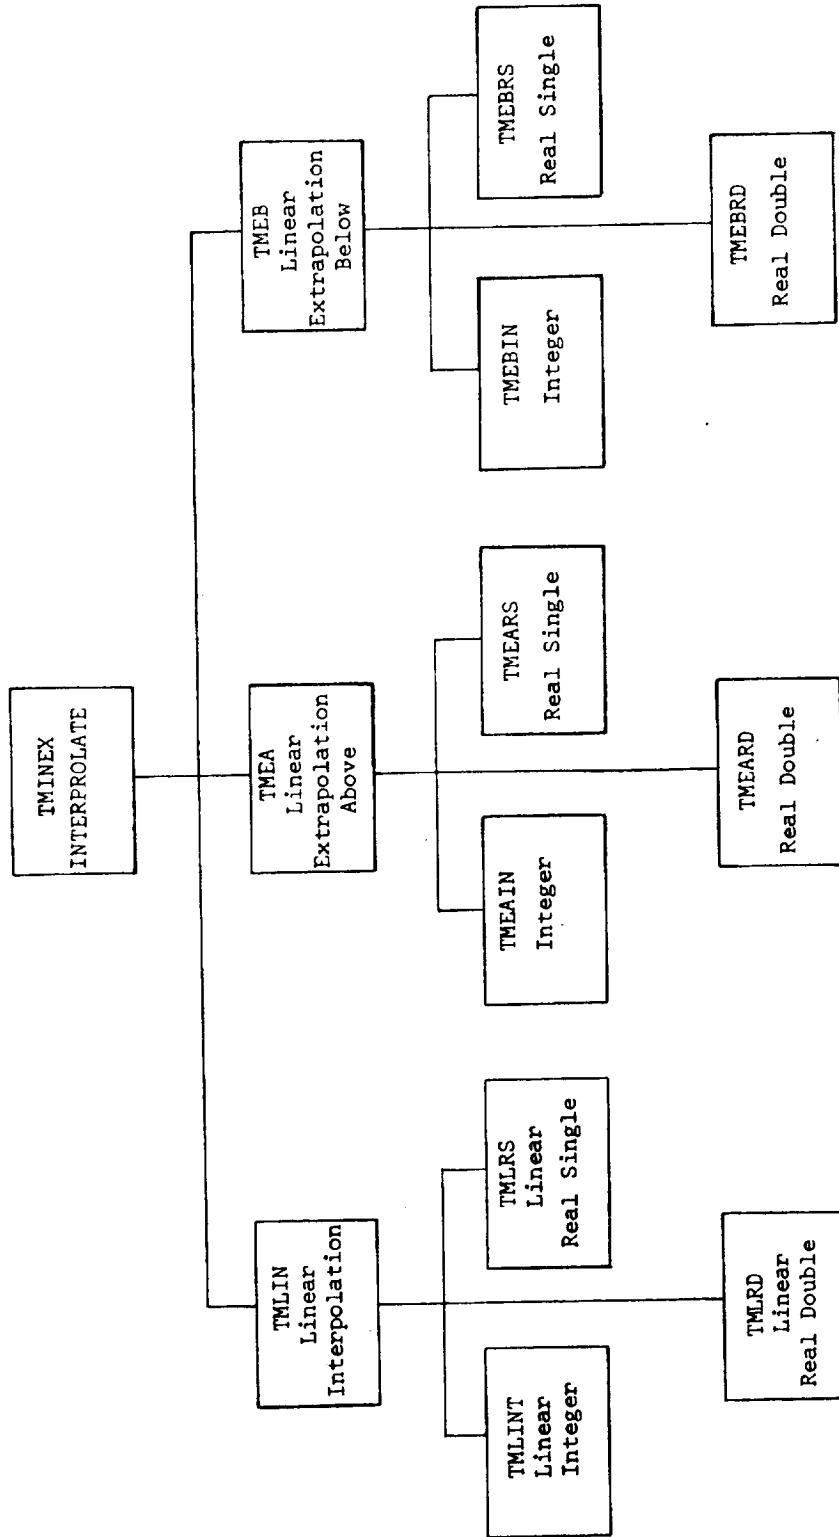 TMINEX
INTERPROLATE
TMLIN
Linear
Interpolation
TMEA
Linear
Extrapolation
Above
TMEB
Linear
Extrapolation
Below
TMLINT
Linear
Integer
TMLRS
Linear
Real Single
TMEAIN
Integer
TMEARS
Real Single
TMEBIN
Integer
TMEBRS
Real Single
TMLRD
Linear
Real Double
TMEARD
Real Double
TMEBRD
Real Double